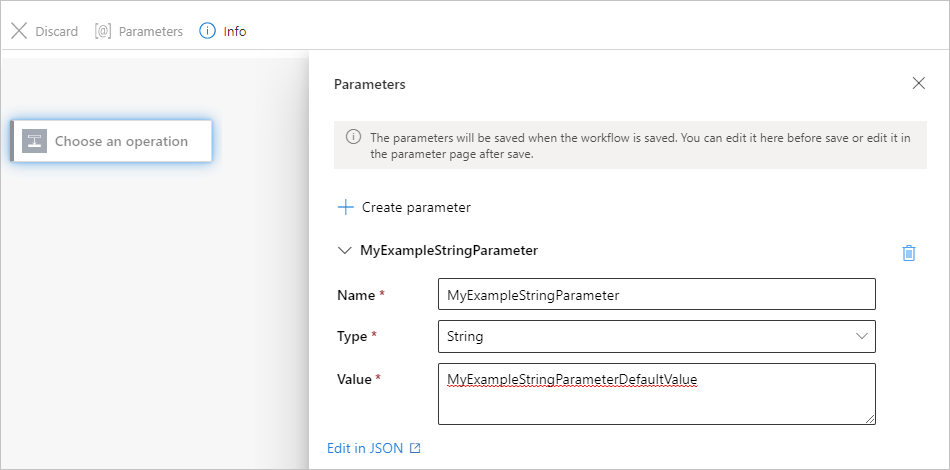 Discard [@] Parameters Info
Parameters
Choose an operation
The parameters will be saved when the workflow is saved. You can edit it here before save or edit it in
the parameter page after save.
Create parameter
MyExampleStringParameter
Name * MyExampleStringParameter
Type * String
Value * MyExampleStringParameterDefaultValue
Edit in JSON